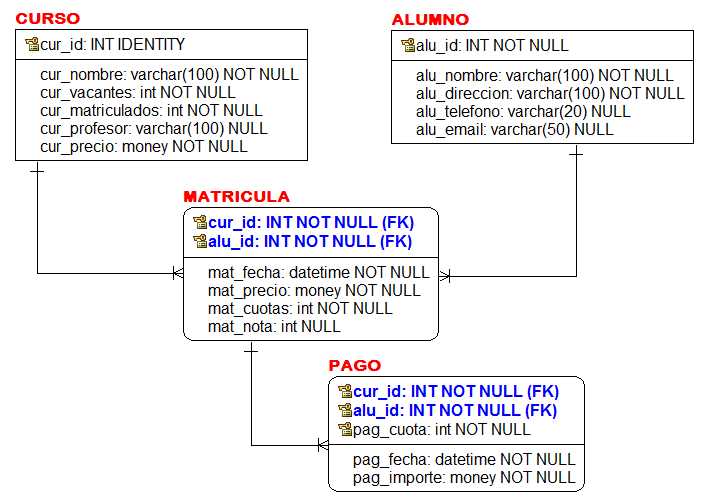 CURSO
cur_id: INT IDENTITY
cur_nombre: varchar(100) NOT NULL
cur_vacantes: int NOT NULL
cur_matriculados: int NOT NULL
cur_profesor: varchar(100) NULL
cur_precio: money NOT NULL
ALUMNO
alu_id: INT NOT NULL
alu_nombre: varchar(100) NOT NULL
alu_direccion: varchar(100) NOT NULL
alu_telefono: varchar(20) NULL
alu_email: varchar(50) NULL
MATRICULA
cur_id: INT NOT NULL (FK)
alu_id: INT NOT NULL (FK)
mat_fecha: datetime NOT NULL
mat_precio: money NOT NULL
mat_cuotas: int NOT NULL
mat_nota: int NULL
PAGO
cur_id: INT NOT NULL (FK)
alu_id: INT NOT NULL (FK)
pag_cuota: int NOT NULL
pag_fecha: datetime NOT NULL
pag_importe: money NOT NULL